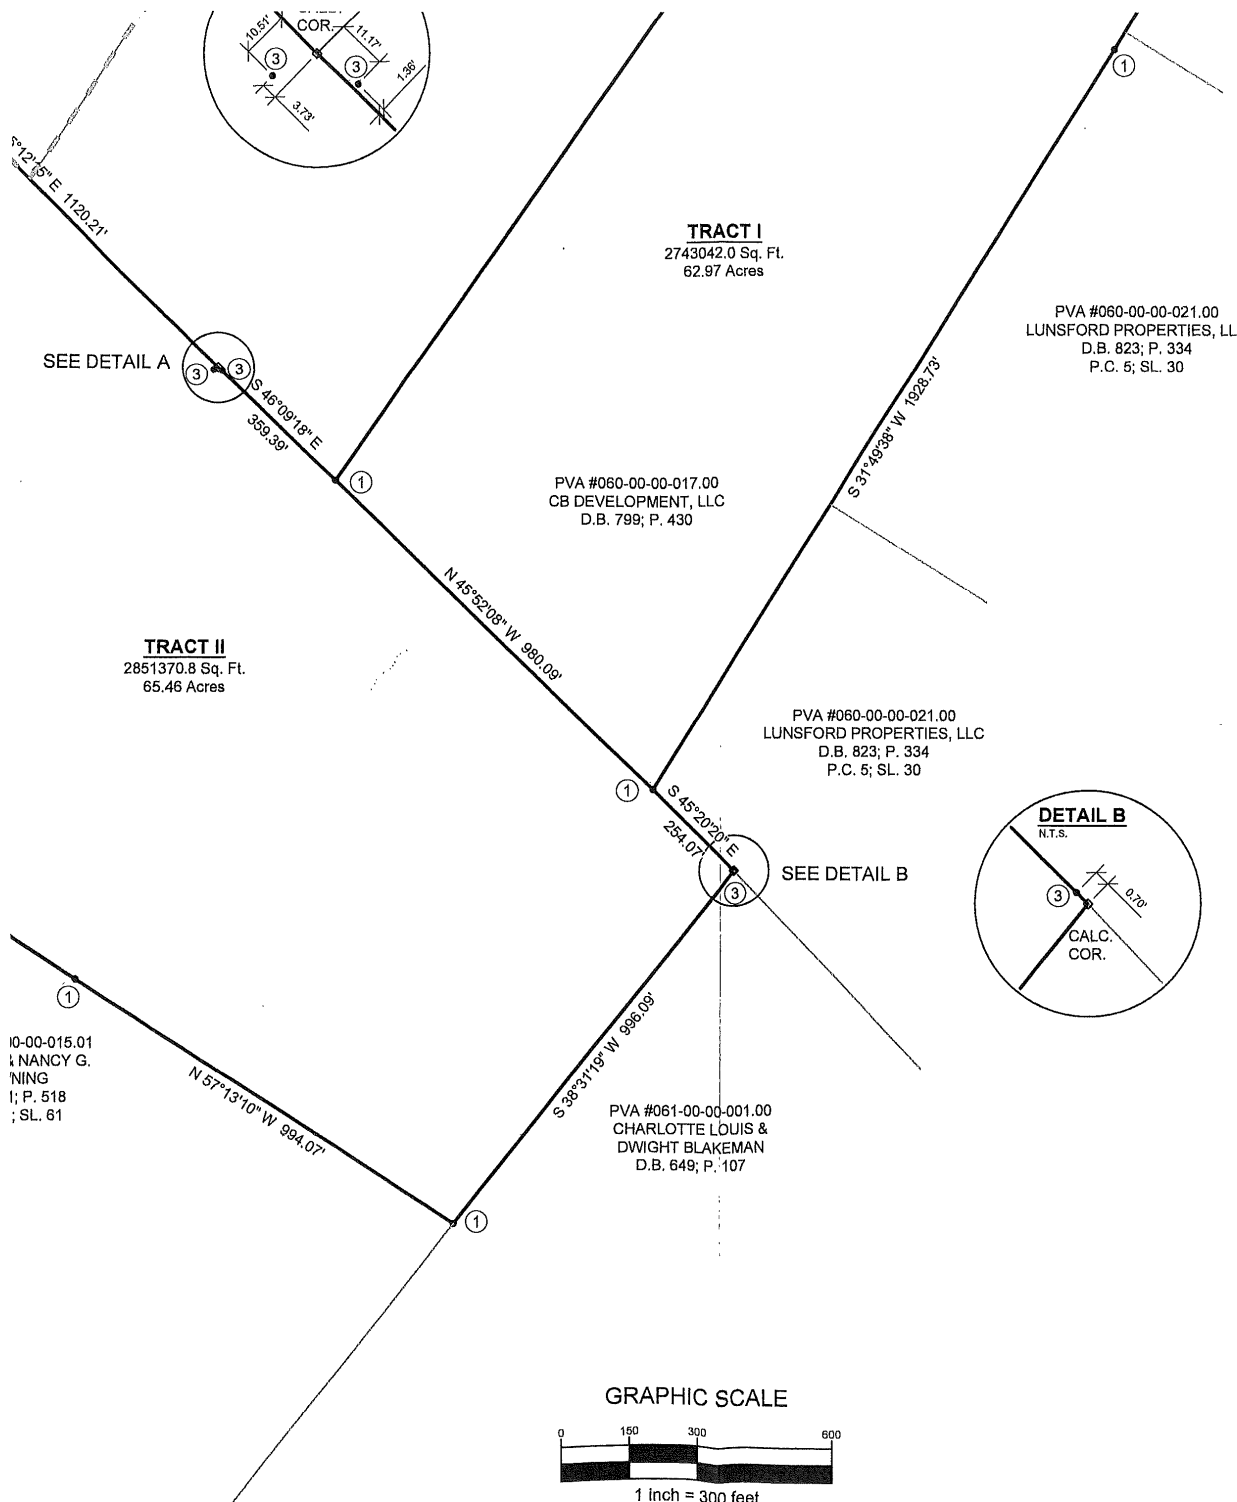 COR.
10.51'
11.17'
3
3
1.36'
3.73'
1
E 1120.21'
TRACT I
2743042.0 Sq. Ft.
62.97 Acres
PVA #060-00-00-021.00
LUNSFORD PROPERTIES, LL
D.B. 823; P. 334
P.C. 5; SL. 30
SEE DETAIL A
3
3
S 46°09'18" E
359.39'
S 31°49'38" W 1928.73'
1
PVA #060-00-00-017.00
CB DEVELOPMENT, LLC
D.B. 799; P. 430
N 45°52'08" W 980.09'
TRACT II
2851370.8 Sq. Ft.
65.46 Acres
PVA #060-00-00-021.00
LUNSFORD PROPERTIES, LLC
D.B. 823; P. 334
P.C. 5; SL. 30
1
S 45°20'20" E
254.07'
SEE DETAIL B
3
DETAIL B
N.T.S.
3
0.70'
CALC.
COR.
1
0-00-015.01
& NANCY G.
NING
; P. 518
; SL. 61
N 57°13'10" W 994.07'
S 38°31'19" W 996.09'
PVA #061-00-00-001.00
CHARLOTTE LOUIS &
DWIGHT BLAKEMAN
D.B. 649; P. 107
1
GRAPHIC SCALE
0 150 300 600
1 inch = 300 feet